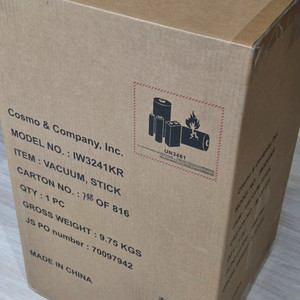 Cosmo & Company, Inc.
MODEL NO. : IW3241KR
ITEM : VACUUM, STICK
CARTON NO. : OF 816
QTY : 1 PC
GROSS WEIGHT : 9.75 KGS
JS PO number : 70097942
MADE IN CHINA
UN3481